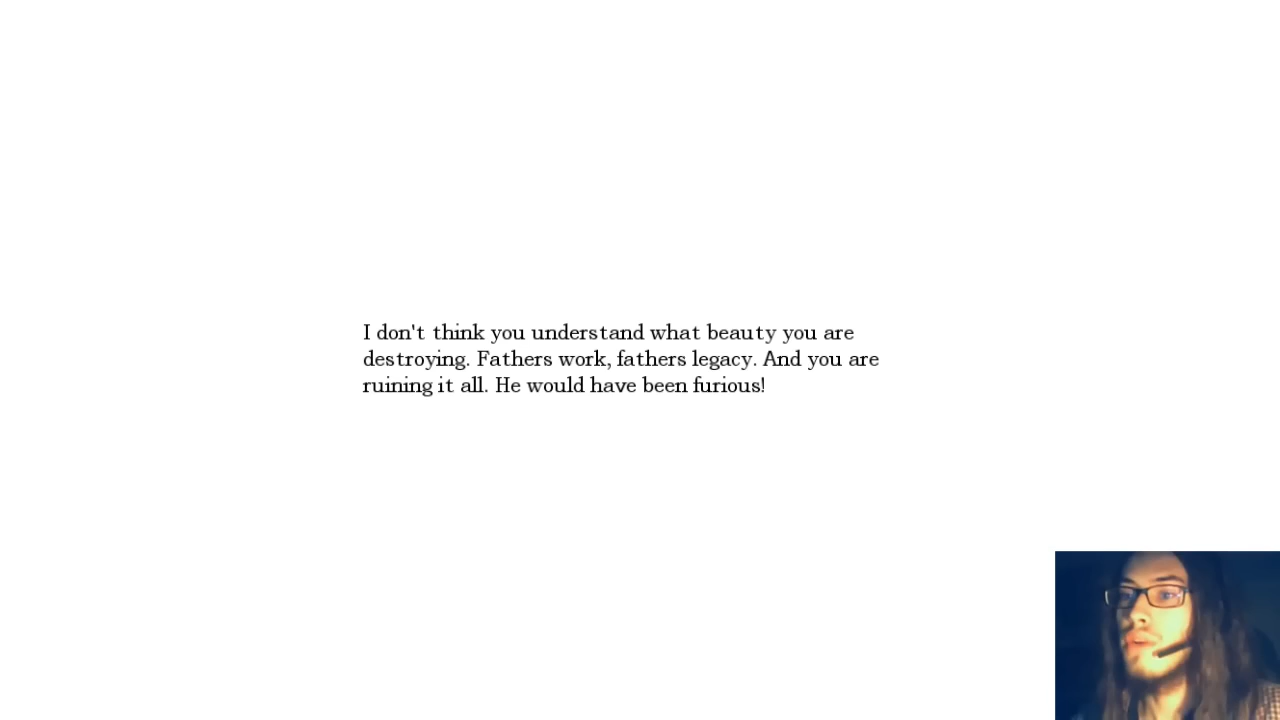 I don't think you understand what beauty you are
destroying. Fathers work, fathers legacy. And you are
ruining it all. He would have been furious!